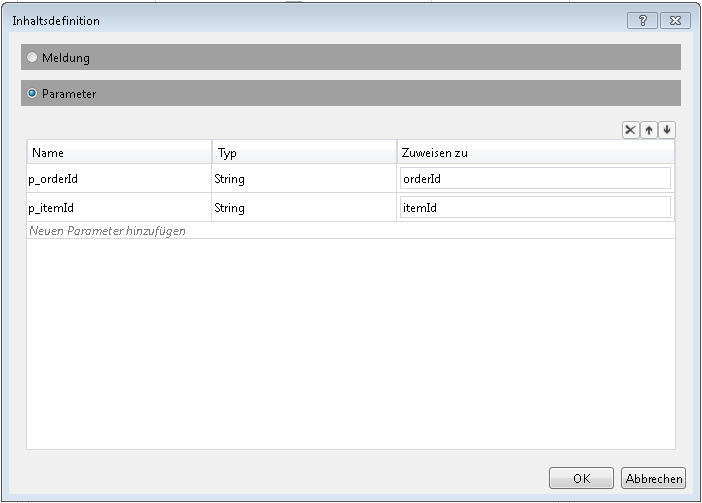 Inhaltsdefinition
Meldung
Parameter
Name Typ Zuweisen zu
p_orderId String orderId
p_itemId String itemId
Neuen Parameter hinzufügen
OK Abbrechen